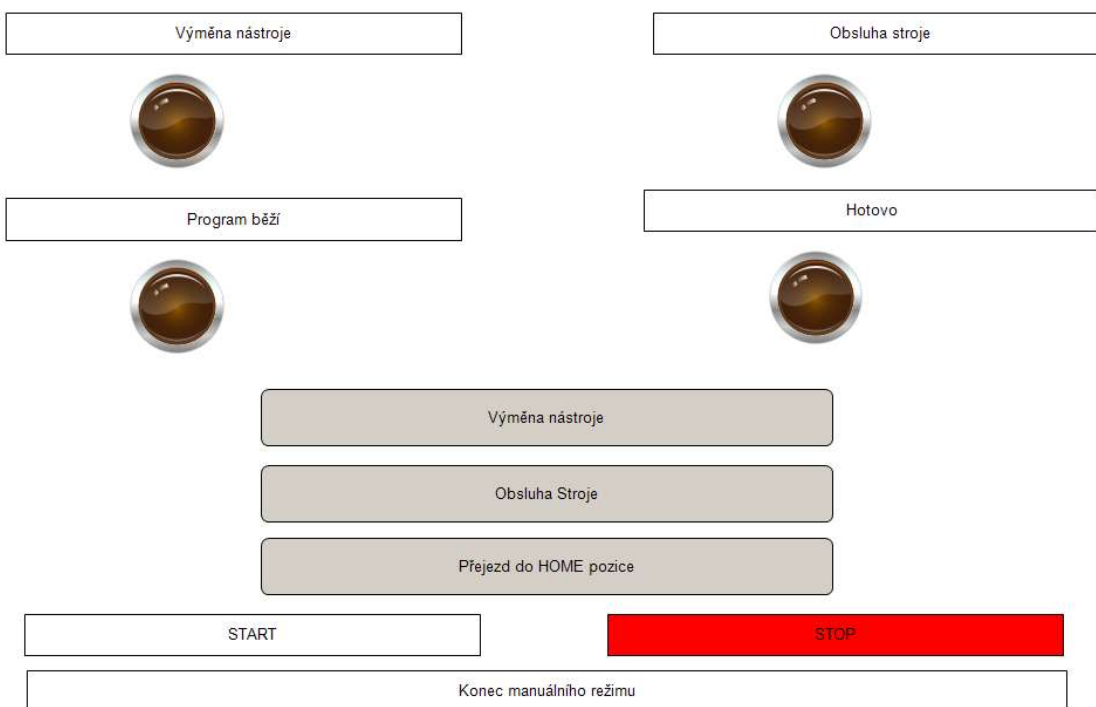 Výměna nástroje
Obsluha stroje
Program běží
Hotovo
Výměna nástroje
Obsluha Stroje
Přejezd do HOME pozice
START
STOP
Konec manuálního režimu